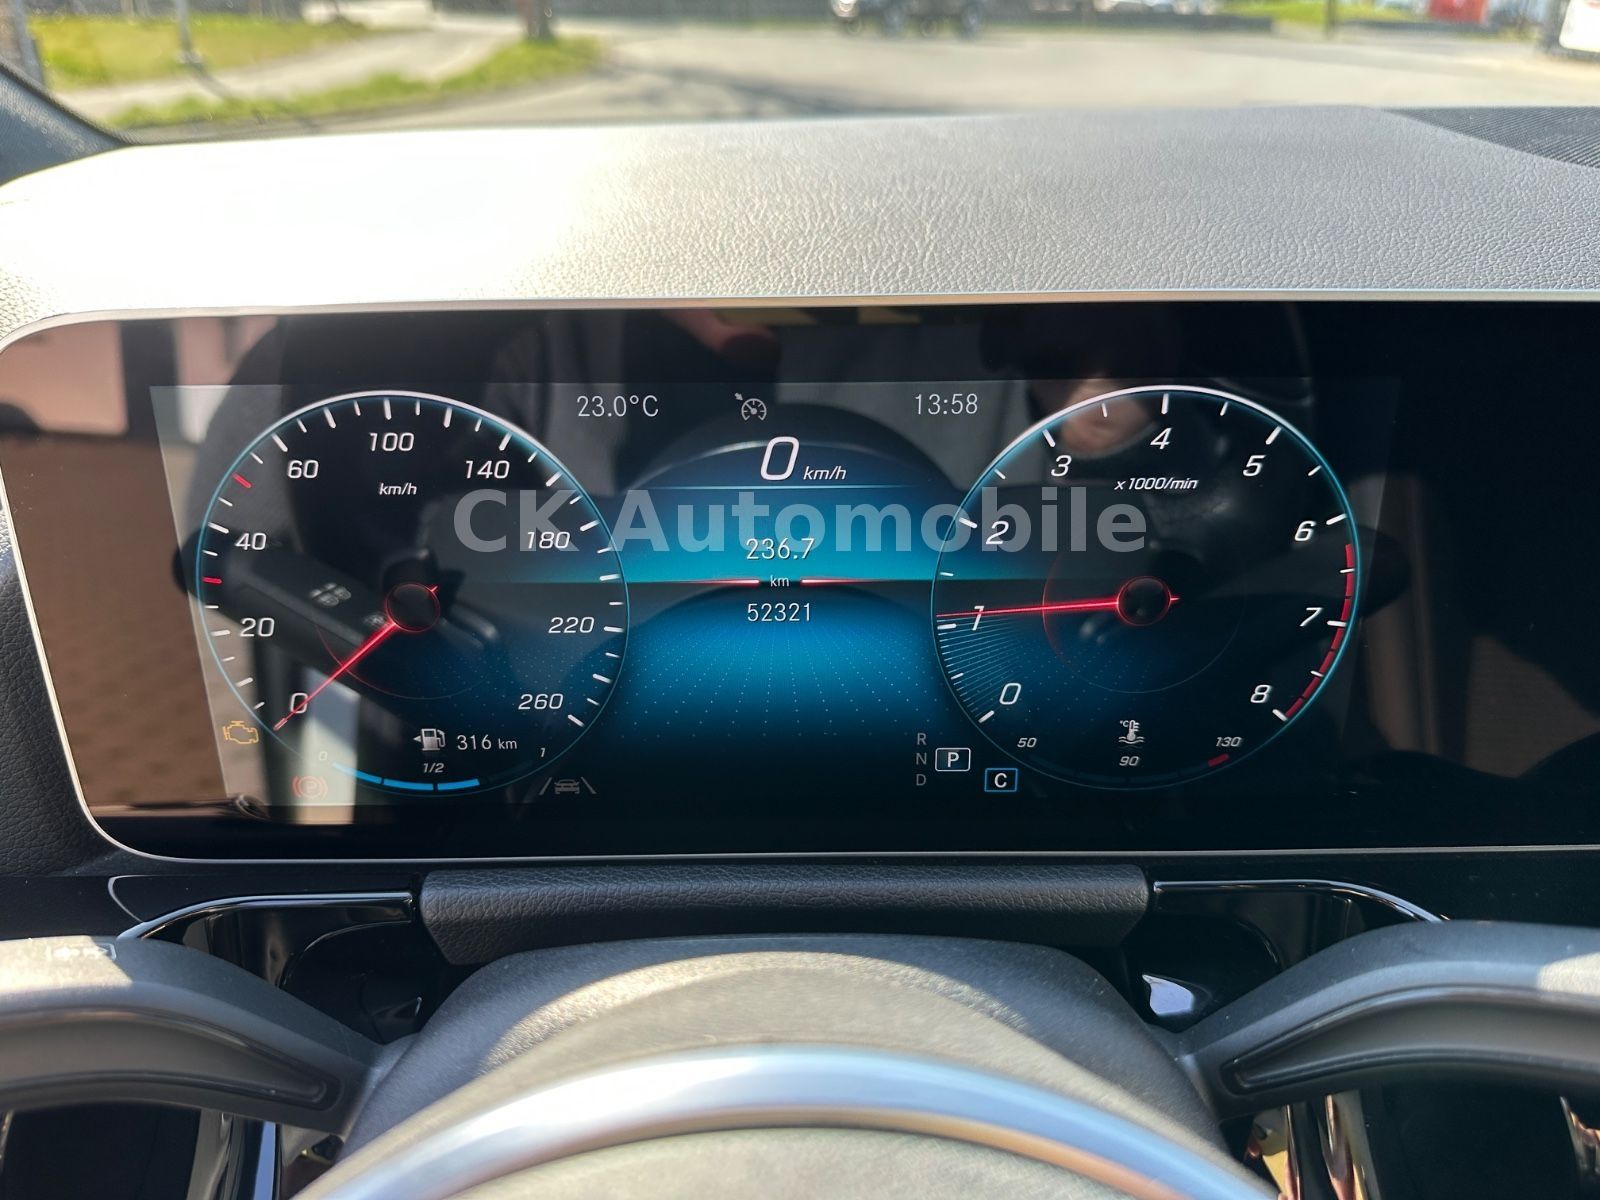 23.0°C
13:58
0 km/h
CK Automobile
236.7
km
52321
0
20
40
60
100
140
180
220
260
km/h
316 km
0
1/2
1
0
1
2
3
4
5
6
7
8
x1000/min
R
N P
D
C
°C
50
90
130
(P)